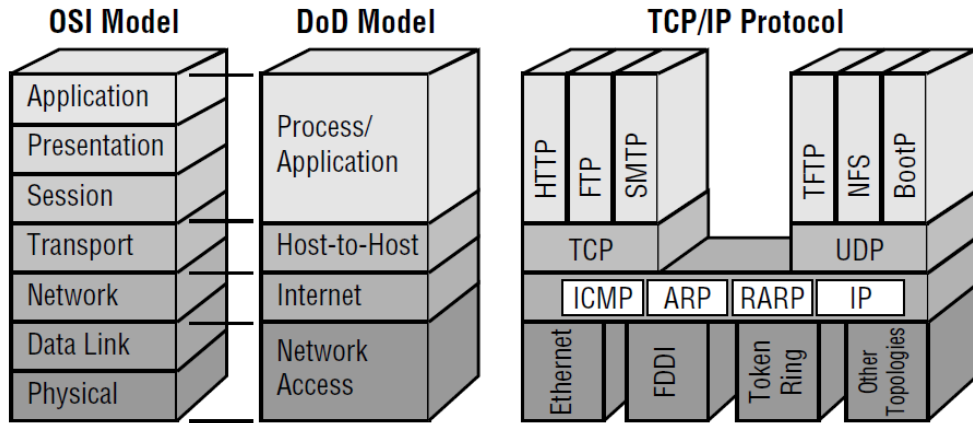 OSI Model
DoD Model
TCP/IP Protocol
Application
Presentation
Session
Transport
Network
Data Link
Physical
Process/
Application
Host-to-Host
Internet
Network
Access
HTTP
FTP
SMTP
TFTP
NFS
BootP
TCP
UDP
ICMP
ARP
RARP
IP
Ethernet
FDDI
Token
Ring
Other
Topologies